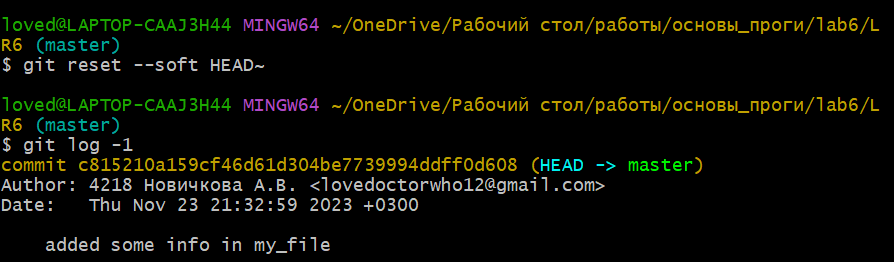 loved@LAPTOP-CAAJ3H44 MINGW64 ~/OneDrive/Рабочий стол/работы/основы_проги/lab6/L
R6 (master)
$ git reset --soft HEAD~
loved@LAPTOP-CAAJ3H44 MINGW64 ~/OneDrive/Рабочий стол/работы/основы_проги/lab6/L
R6 (master)
$ git log -1
commit c815210a159cf46d61d304be7739994ddff0d608 (HEAD -> master)
Author: 4218 Новичкова А.В. <lovedoctorwho12@gmail.com>
Date:   Thu Nov 23 21:32:59 2023 +0300
    added some info in my_file